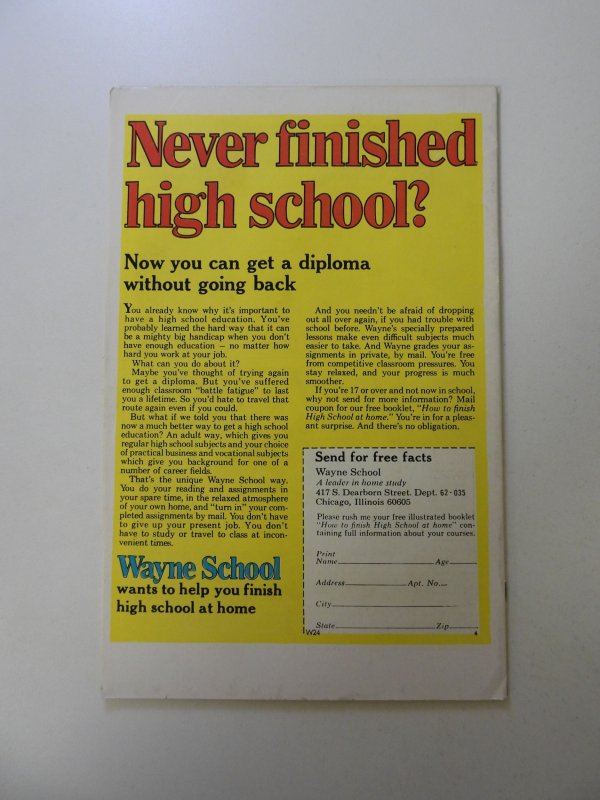 Never finished
high school?
Now you can get a diploma
without going back
You already know why it's important to
have a high school education. You've
probably learned the hard way that it can
be a mighty big handicap when you don't
have enough education – no matter how
hard you work at your job.
What can you do about it?
Maybe you've thought of trying again
to get a diploma. But you've suffered
enough classroom "battle fatigue" to last
you a lifetime. So you'd hate to travel that
route again even if you could.
But what if we told you that there was
now a much better way to get a high school
education? An adult way, which gives you
regular high school subjects and your choice
of practical business and vocational subjects
which give you background for one of a
number of career fields.
That's the unique Wayne School way.
You do your reading and assignments in
your spare time, in the relaxed atmosphere
of your own home, and "turn in" your com-
pleted assignments by mail. You don't have
to give up your present job. You don't
have to study or travel to class at incon-
venient times.
Wayne School
wants to help you finish
high school at home
And you needn't be afraid of dropping
out all over again, if you had trouble with
school before. Wayne's specially prepared
lessons make even difficult subjects much
easier to take. And Wayne grades your as-
signments in private, by mail. You're free
from competitive classroom pressures. You
stay relaxed, and your progress is much
smoother.
If you're 17 or over and not now in school,
why not send for more information? Mail
coupon for our free booklet, "How to finish
High School at home." You're in for a pleas-
ant surprise. And there's no obligation.
Send for free facts
Wayne School
A leader in home study
417 S. Dearborn Street. Dept. 62-035
Chicago, Illinois 60605
Please rush me your free illustrated booklet
"How to finish High School at home" con-
taining full information about your courses.
Print
Name Age
Address Apt. No.
City
State Zip
W24 4